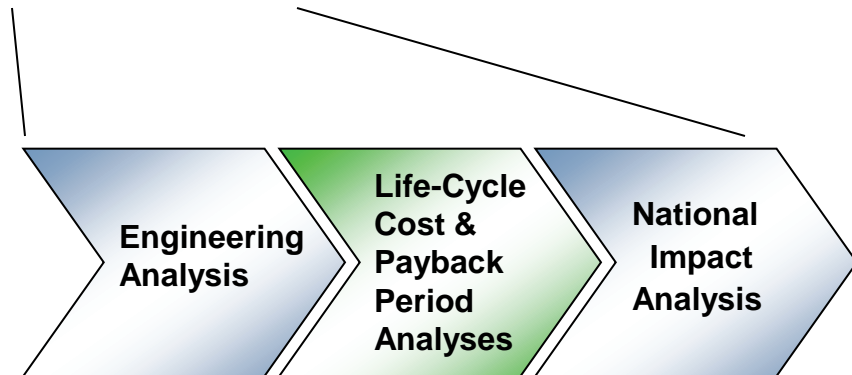 Engineering
Analysis
Life-Cycle
Cost &
Payback
Period
Analyses
National
Impact
Analysis